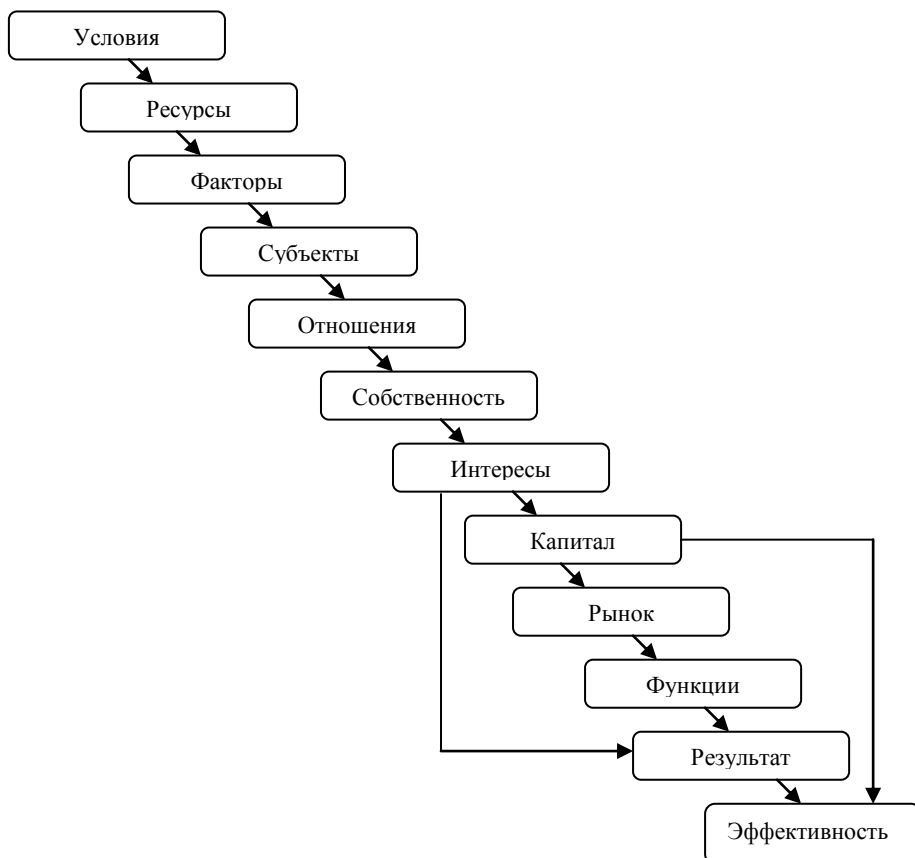 Условия
Ресурсы
Факторы
Субъекты
Отношения
Собственность
Интересы
Капитал
Рынок
Функции
Результат
Эффективность